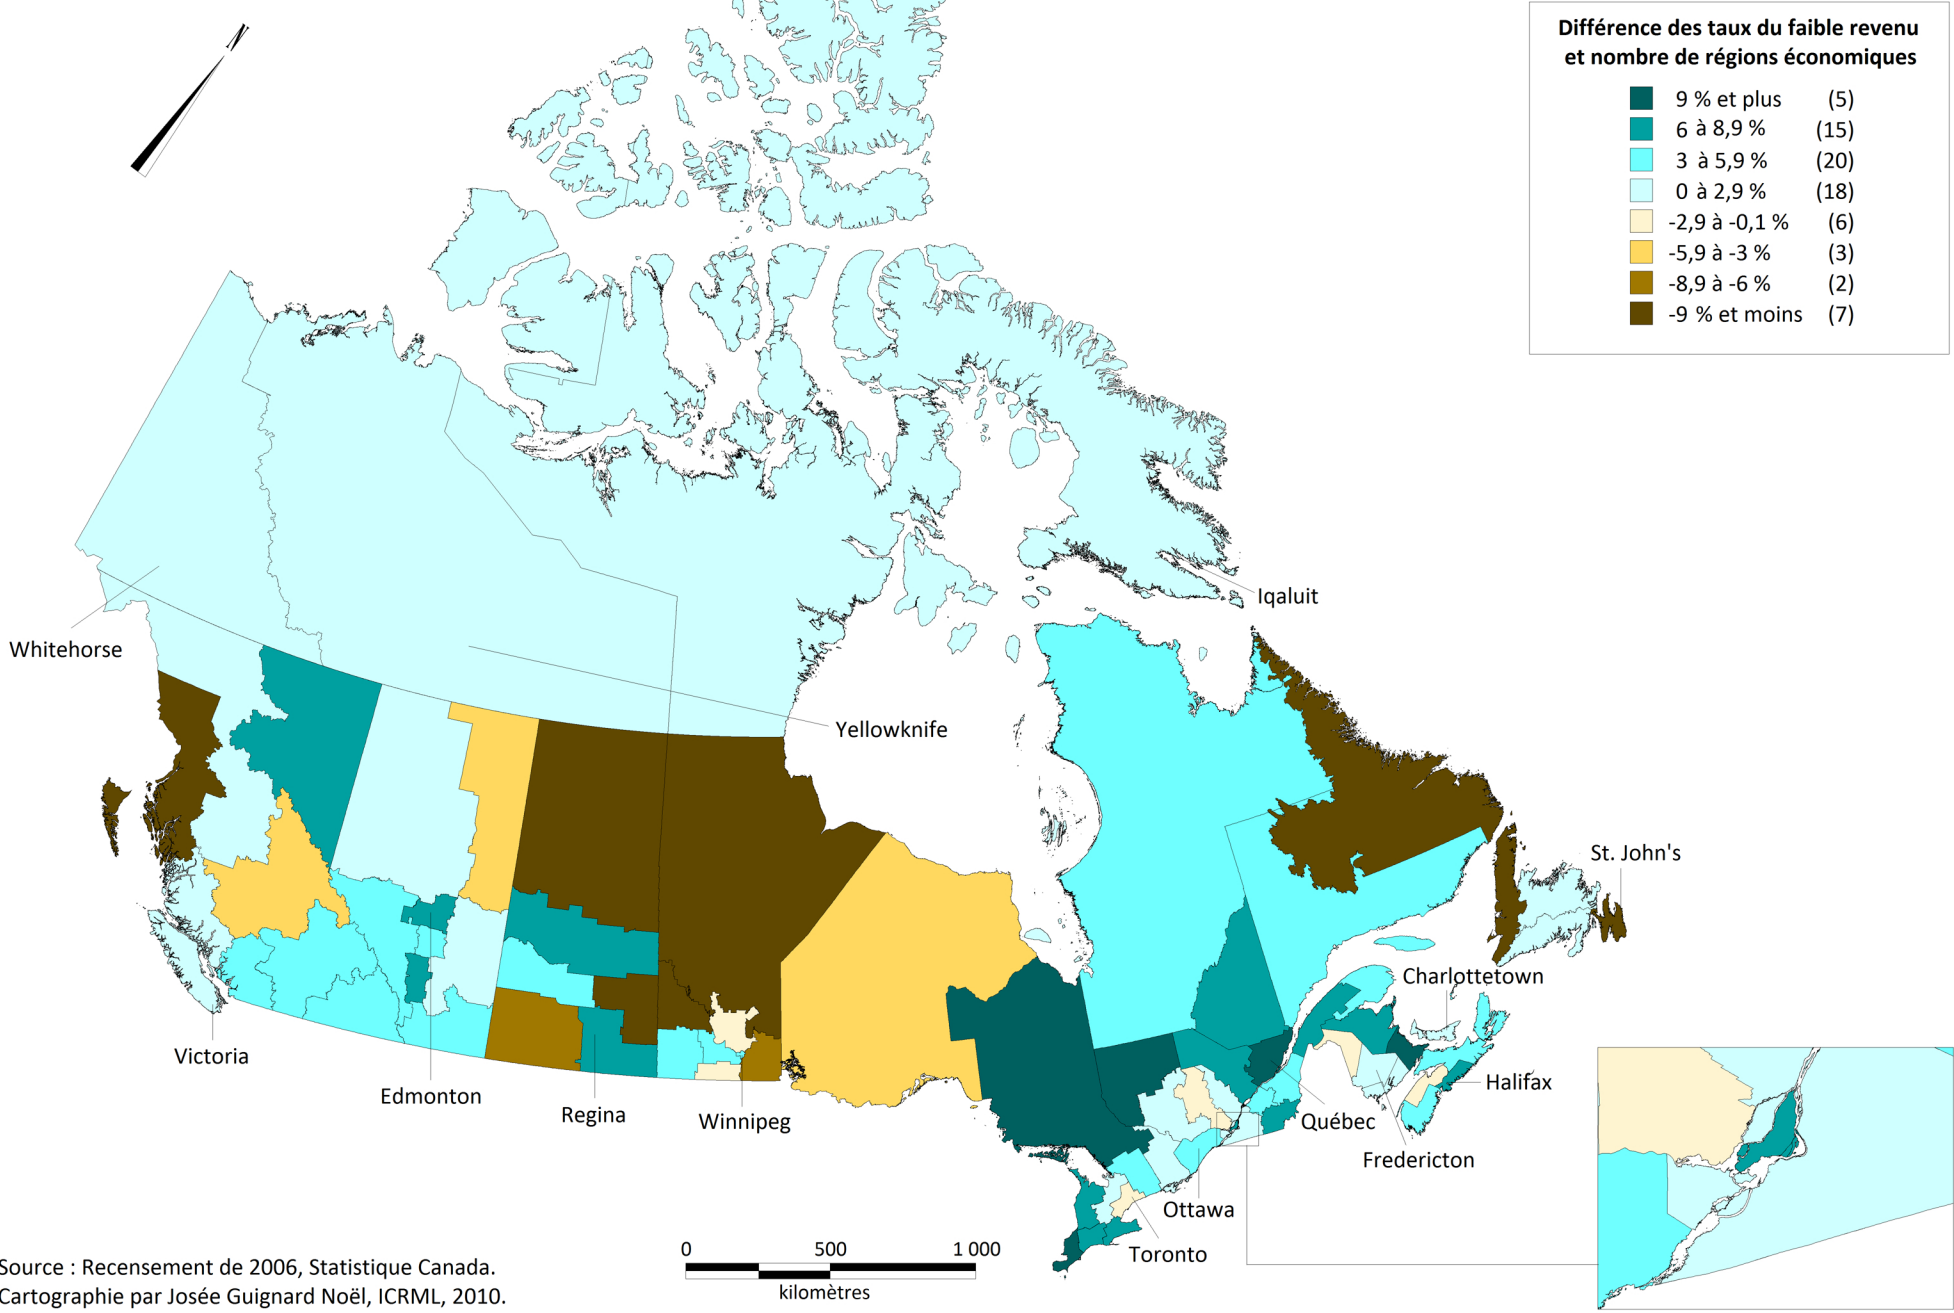 Différence des taux du faible revenu
et nombre de régions économiques
9 % et plus (5)
6 à 8,9 % (15)
3 à 5,9 % (20)
0 à 2,9 % (18)
-2,9 à -0,1 % (6)
-5,9 à -3 % (3)
-8,9 à -6 % (2)
-9 % et moins (7)
Iqaluit
Whitehorse
Yellowknife
St. John's
Charlottetown
Victoria
Edmonton
Regina
Winnipeg
Halifax
Québec
Fredericton
Ottawa
Toronto
0 500 1 000
kilomètres
Source : Recensement de 2006, Statistique Canada.
Cartographie par Josée Guignard Noël, ICRML, 2010.